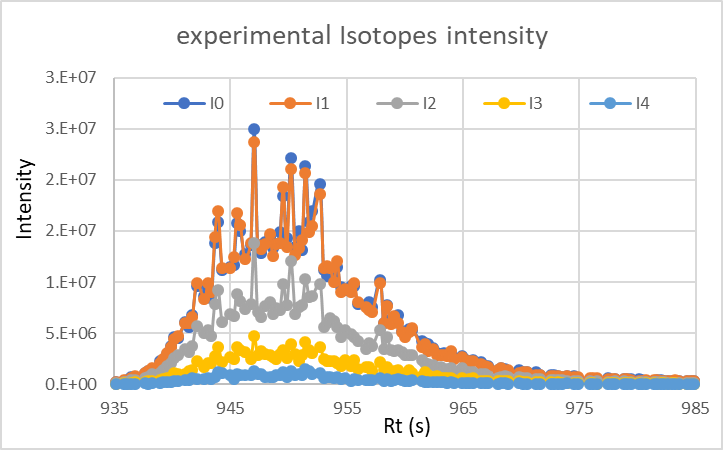 experimental Isotopes intensity
3.E+07
I0 I1 I2 I3 I4
3.E+07
2.E+07
2.E+07
1.E+07
5.E+06
0.E+00
Intensity
935 945 955 965 975 985
Rt (s)